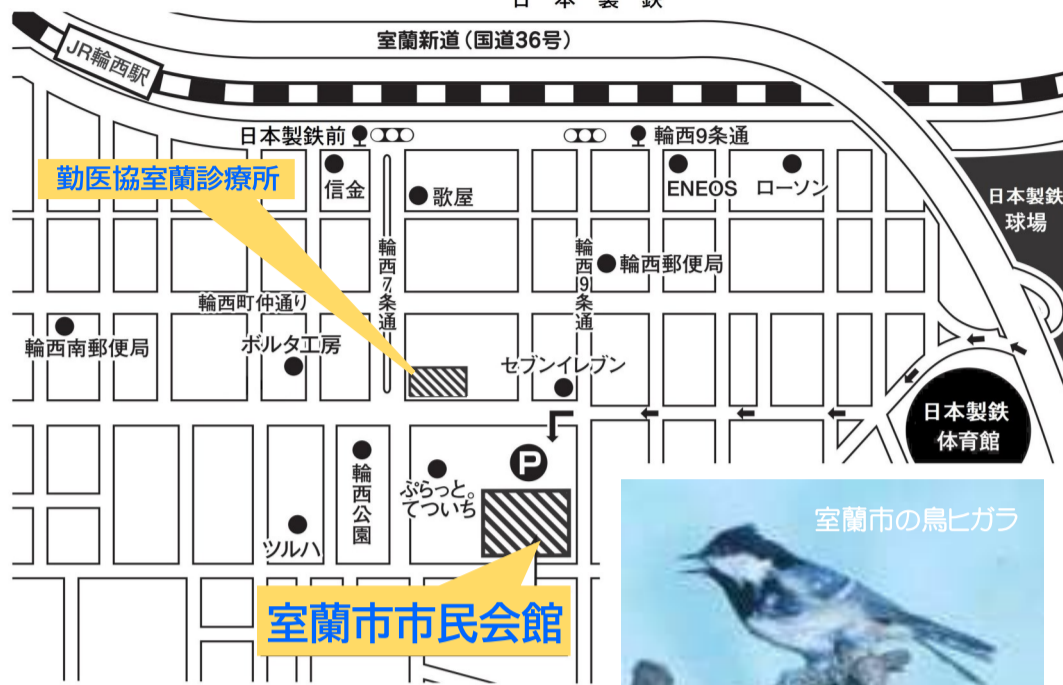 日本製鉄
室蘭新道(国道36号)
JR輪西駅
日本製鉄前
輪西9条通
勤医協室蘭診療所
信金
歌屋
ENEOS
ローソン
日本製鉄
球場
輪西7条通
輪西9条通
輪西郵便局
輪西町仲通り
輪西南郵便局
ボルタ工房
セブンイレブン
日本製鉄
体育館
P
輪西公園
ぷらっと。
てついち
ツルハ
室蘭市市民会館
室蘭市の鳥ヒガラ